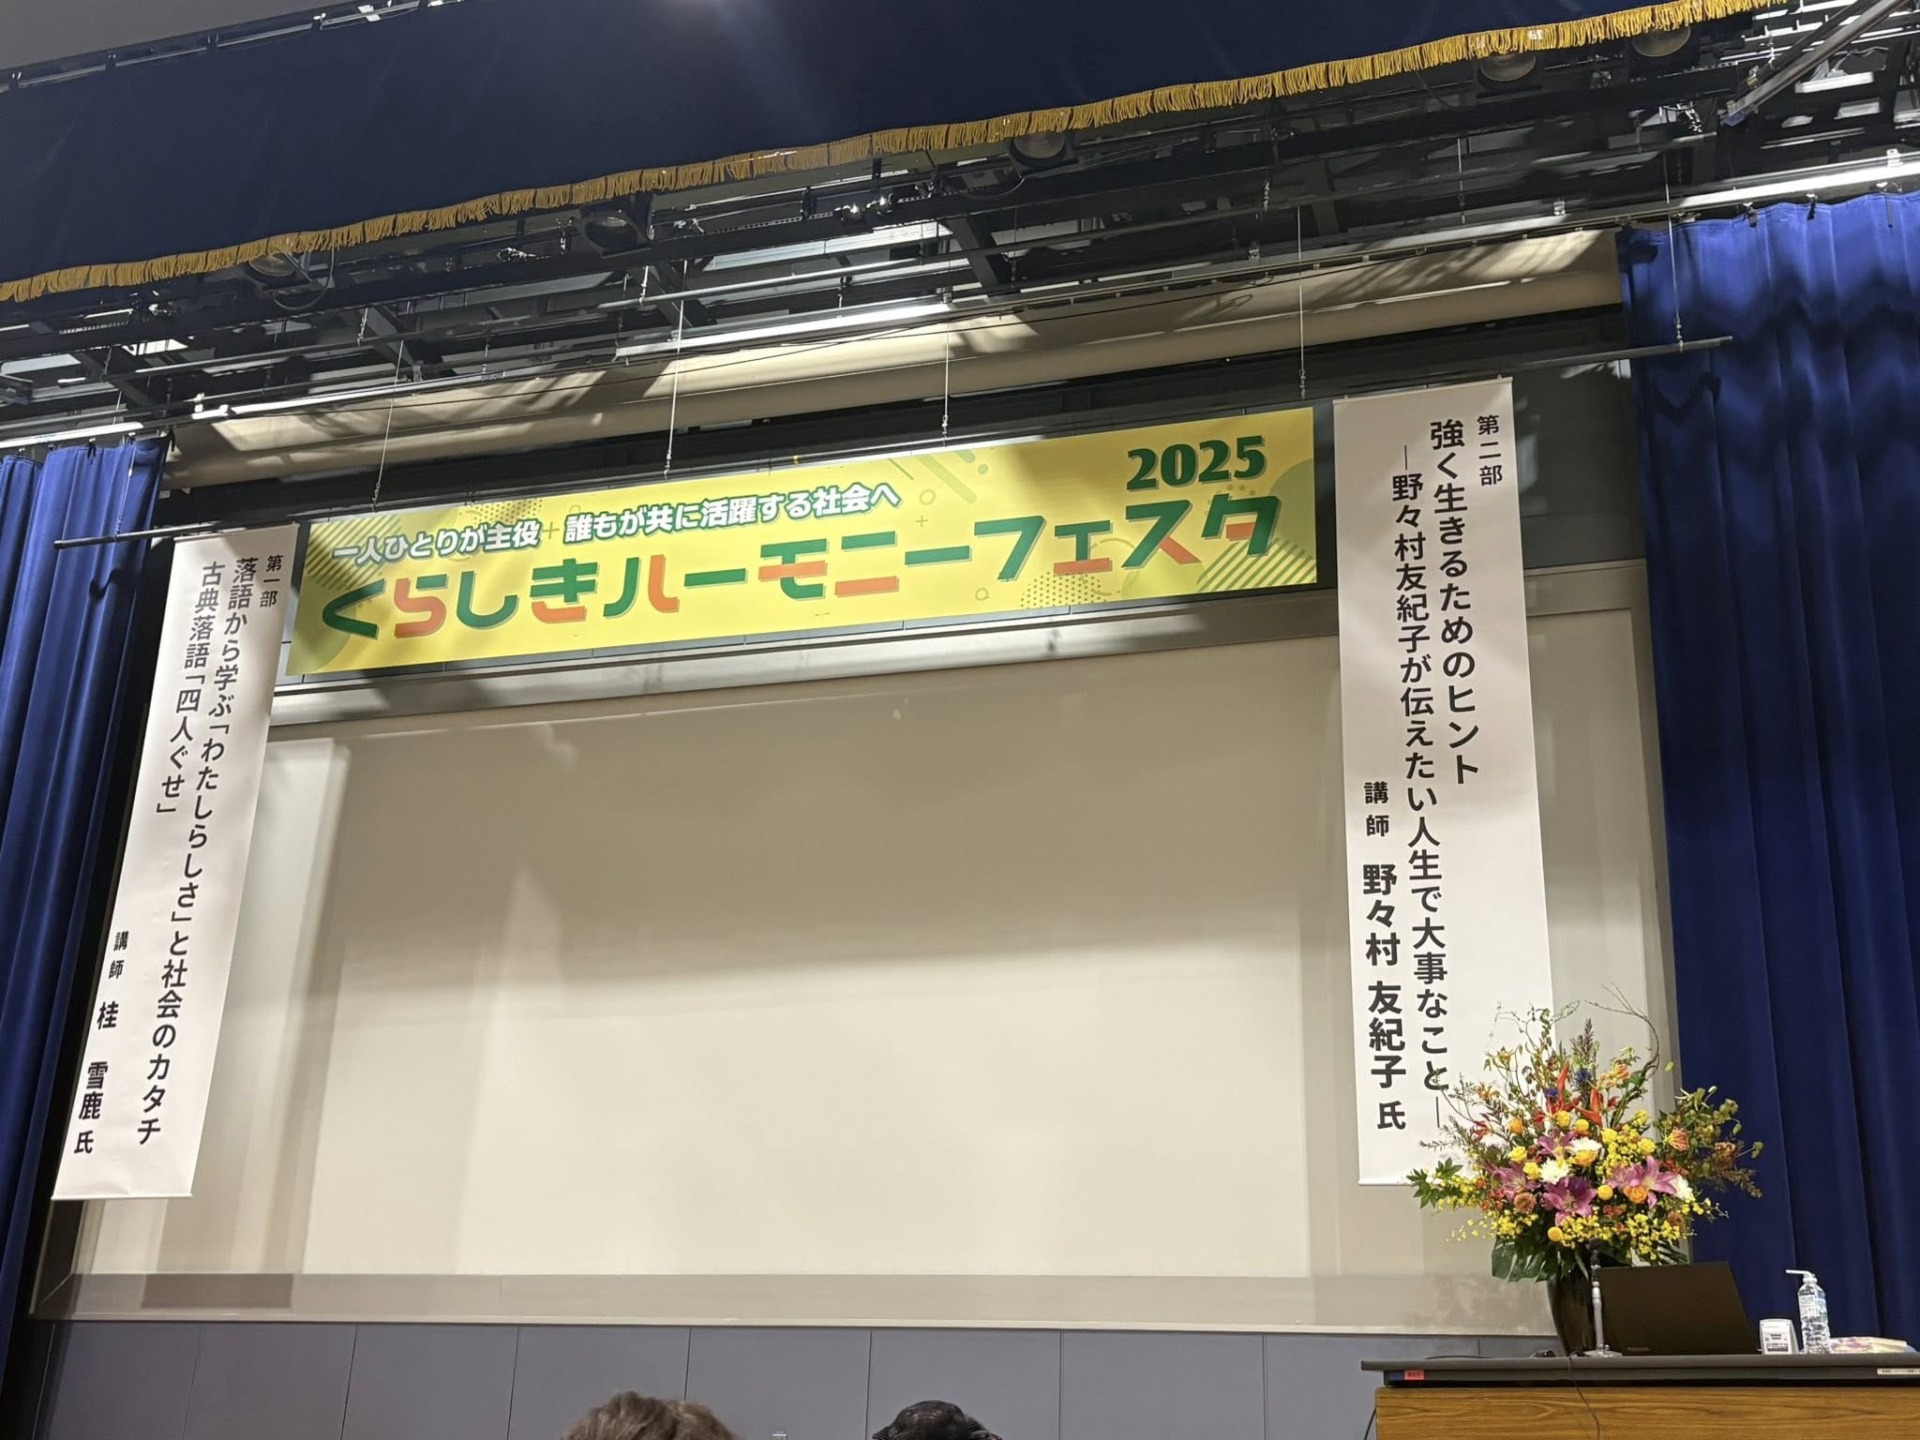 2025
一人ひとりが主役 誰もが共に活躍する社会へ
くらしきハーモニーフェスタ
第一部
落語から学ぶ「わたしらしさ」と社会のカタチ
古典落語「四人ぐせ」
講師 桂 雪鹿 氏
第二部
強く生きるためのヒント
―野々村友紀子が伝えたい人生で大事なこと―
講師 野々村 友紀子 氏